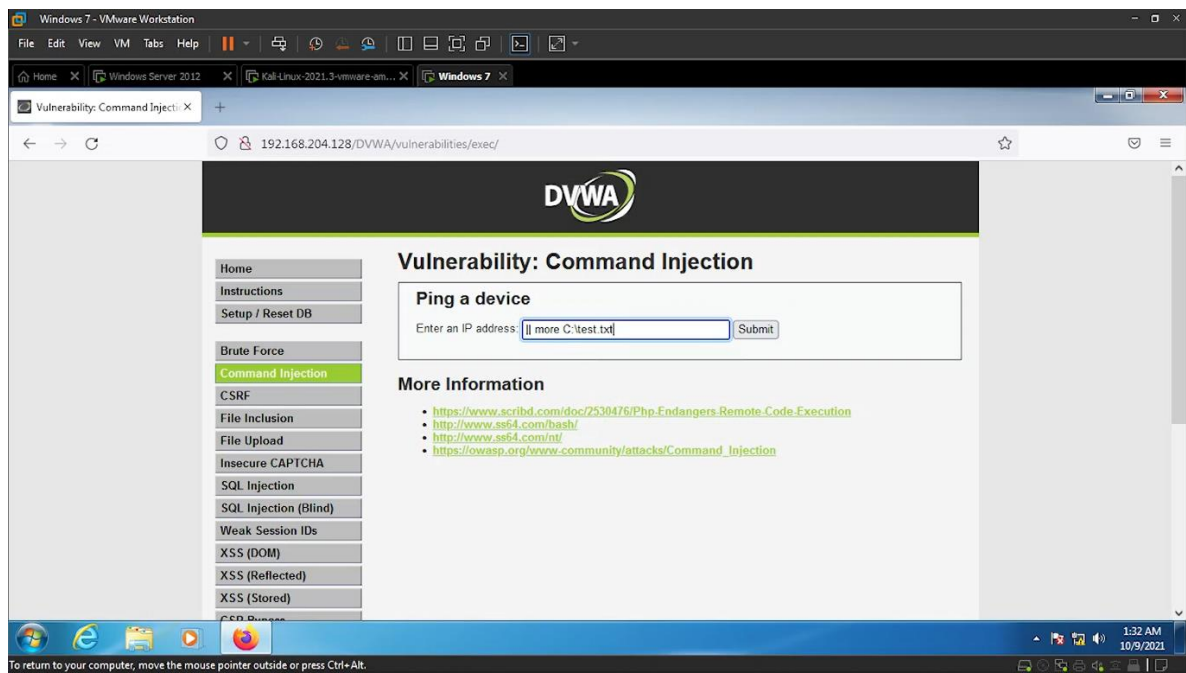 Windows 7 - VMware Workstation
File Edit View VM Tabs Help
Home Windows Server 2012 Kali-Linux-2021.3-vmware-am... Windows 7
Vulnerability: Command Injectio
192.168.204.128/DVWA/vulnerabilities/exec/
DVWA
Home
Instructions
Setup / Reset DB
Brute Force
Command Injection
CSRF
File Inclusion
File Upload
Insecure CAPTCHA
SQL Injection
SQL Injection (Blind)
Weak Session IDs
XSS (DOM)
XSS (Reflected)
XSS (Stored)
CSP Bypass
Vulnerability: Command Injection
Ping a device
Enter an IP address: || more C:\test.txt Submit
More Information
https://www.scribd.com/doc/2530476/Php-Endangers-Remote-Code-Execution
http://www.ss64.com/bash/
http://www.ss64.com/nt/
https://owasp.org/www-community/attacks/Command_Injection
1:32 AM
10/9/2021
To return to your computer, move the mouse pointer outside or press Ctrl+Alt.